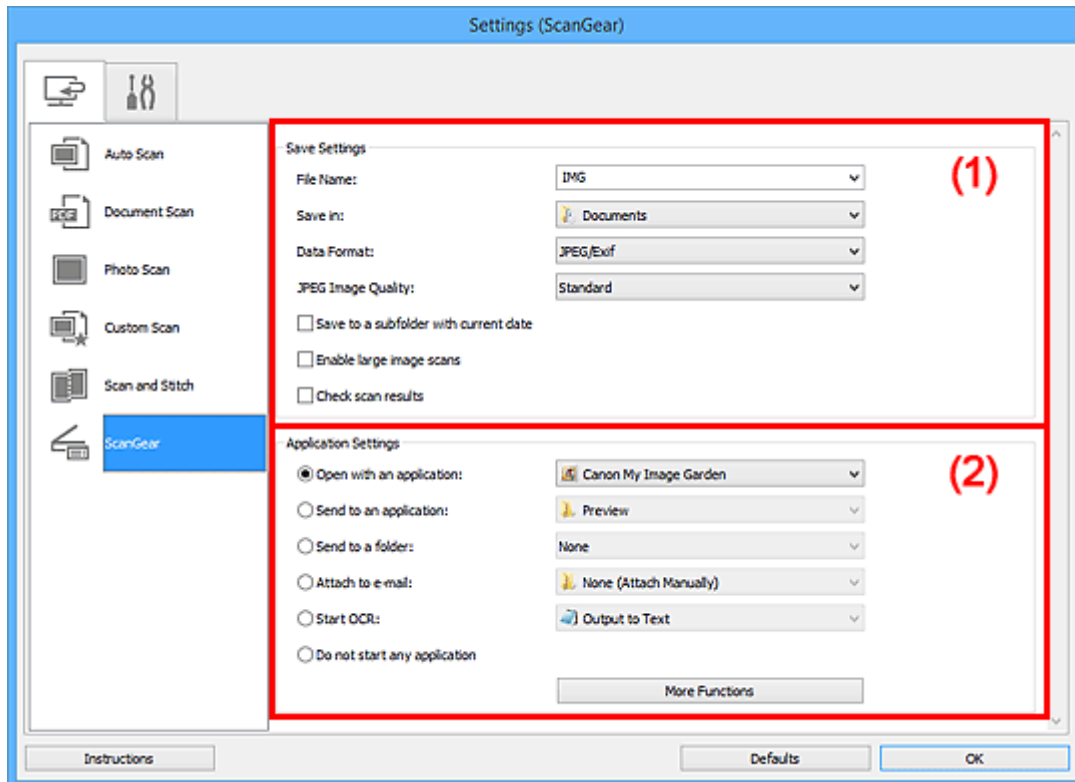 Settings (ScanGear)
Auto Scan
Document Scan
Photo Scan
Custom Scan
Scan and Stitch
ScanGear
Save Settings
(1)
File Name: IMG
Save in: Documents
Data Format: JPEG/Exif
JPEG Image Quality: Standard
Save to a subfolder with current date
Enable large image scans
Check scan results
Application Settings
(2)
Open with an application: Canon My Image Garden
Send to an application: Preview
Send to a folder: None
Attach to e-mail: None (Attach Manually)
Start OCR: Output to Text
Do not start any application
More Functions
Instructions
Defaults
OK